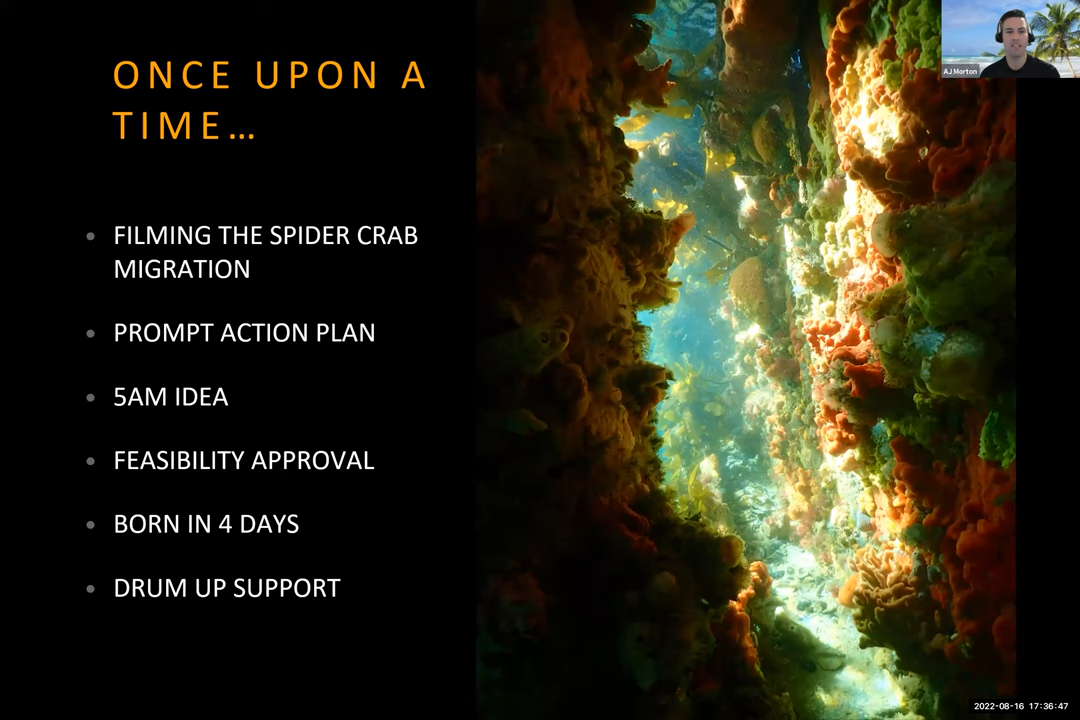 ONCE UPON A
TIME…
• FILMING THE SPIDER CRAB
MIGRATION
• PROMPT ACTION PLAN
• 5AM IDEA
• FEASIBILITY APPROVAL
• BORN IN 4 DAYS
• DRUM UP SUPPORT
AJ Morton
2022-08-16 17:36:47